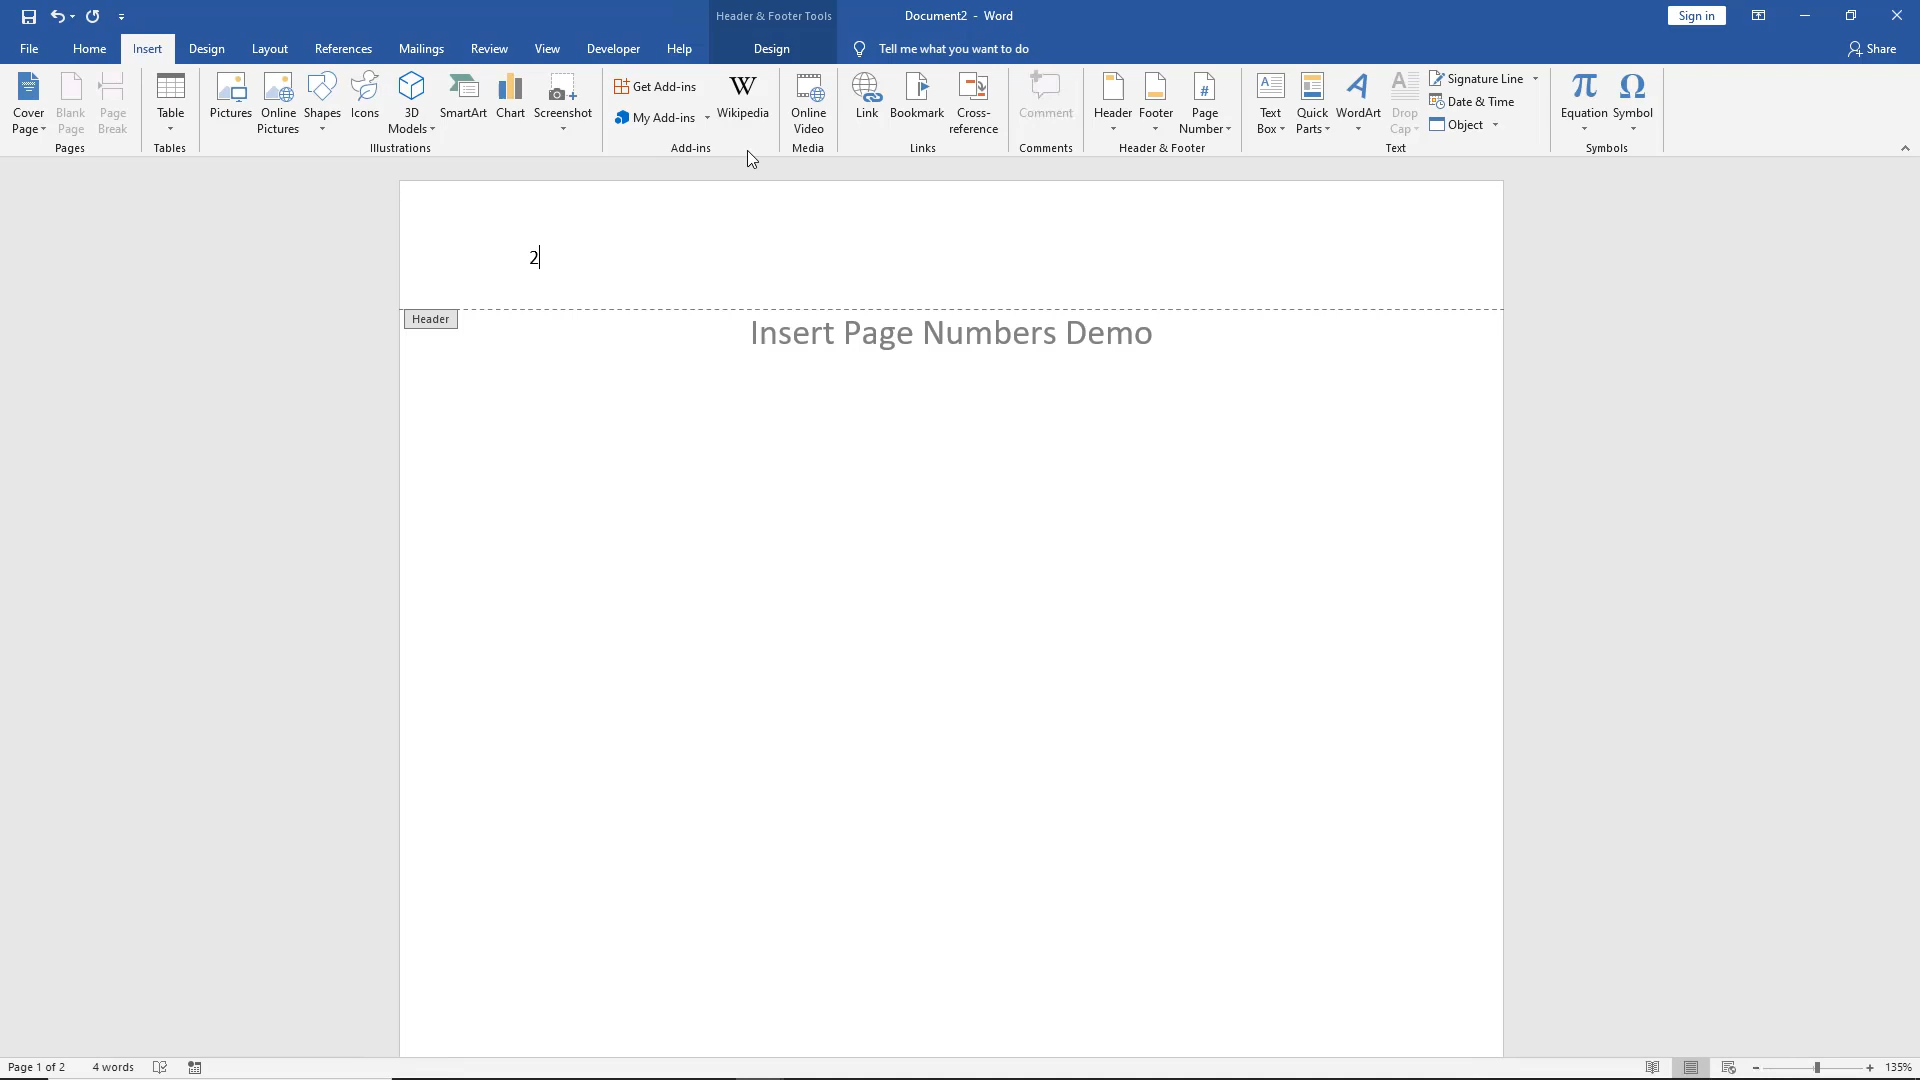 Header & Footer Tools
Document2 - Word
Sign in
File Home Insert Design Layout References Mailings Review View Developer Help Design Tell me what you want to do Share
Cover Page
Blank Page
Page Break
Pages
Table
Tables
Pictures
Online Pictures
Shapes
Icons
3D Models
SmartArt
Chart
Screenshot
Illustrations
Get Add-ins
My Add-ins
W
Wikipedia
Add-ins
Online Video
Media
Link
Bookmark
Cross-reference
Links
Comment
Comments
Header
Footer
# Page Number
Header & Footer
A Text Box
Quick Parts
A WordArt
A Drop Cap
Signature Line
Date & Time
Object
Text
π Equation
Ω Symbol
Symbols
2
Header
Insert Page Numbers Demo
Page 1 of 2 4 words
135%